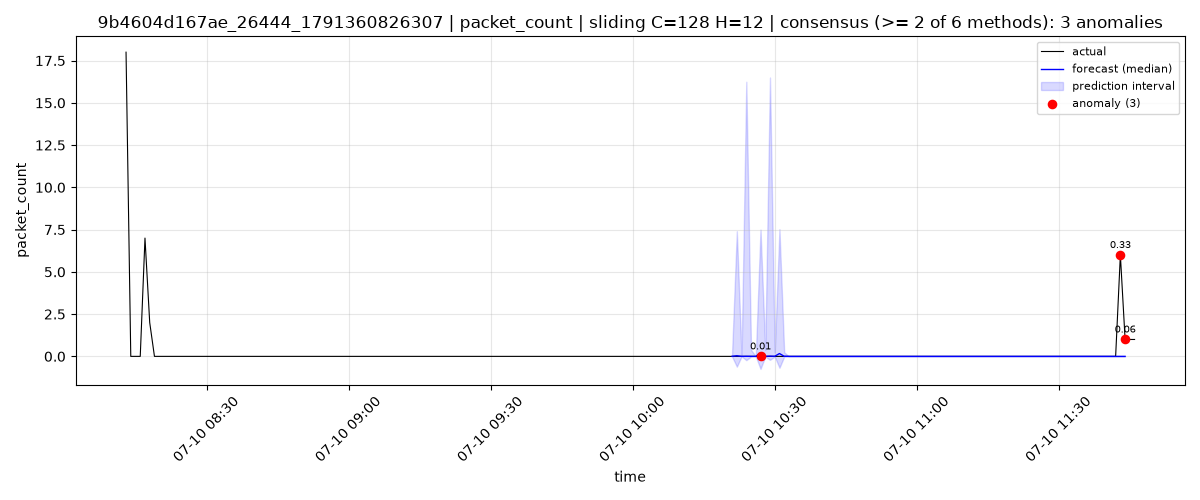 9b4604d167ae_26444_1791360826307 | packet_count | sliding C=128 H=12 | consensus (>= 2 of 6 methods): 3 anomalies
actual
forecast (median)
prediction interval
anomaly (3)
packet_count
17.5
15.0
12.5
10.0
7.5
5.0
2.5
0.0
0.01
0.33
0.06
07-10 08:30
07-10 09:00
07-10 09:30
07-10 10:00
07-10 10:30
07-10 11:00
07-10 11:30
time